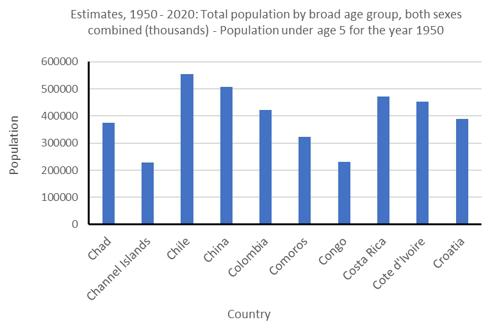 Estimates, 1950 - 2020: Total population by broad age group, both sexes
combined (thousands) - Population under age 5 for the year 1950
600000
500000
400000
300000
200000
100000
0
Population
Chad
Channel Islands
Chile
China
Colombia
Comoros
Congo
Costa Rica
Cote d'Ivoire
Croatia
Country